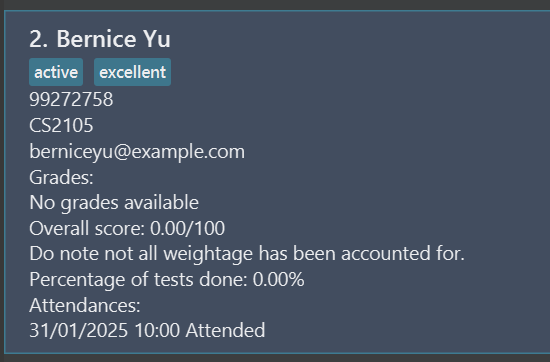 2. Bernice Yu
active excellent
99272758
CS2105
berniceyu@example.com
Grades:
No grades available
Overall score: 0.00/100
Do note not all weightage has been accounted for.
Percentage of tests done: 0.00%
Attendances:
31/01/2025 10:00 Attended